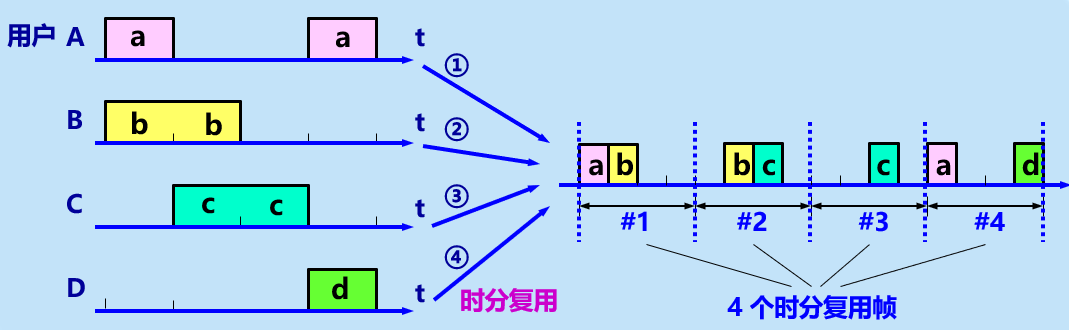 用户 A a a t
①
B b b t
②
C c c t
③
D d t
④
时分复用
a b b c c a d
#1 #2 #3 #4
4 个时分复用帧